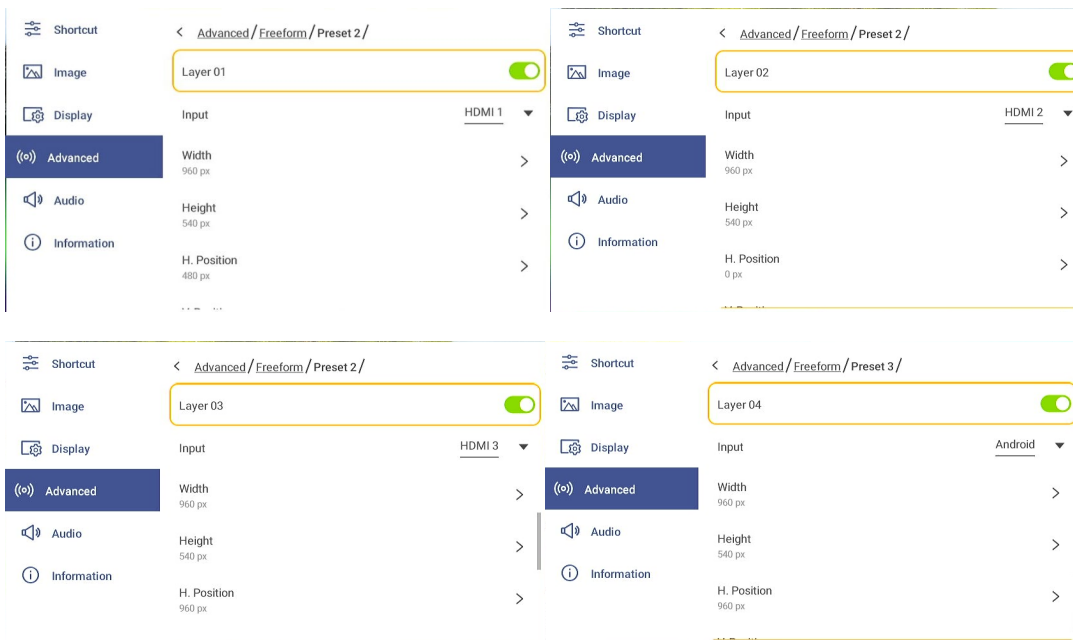 Shortcut
Image
Display
Advanced
Audio
Information
Advanced/Freeform/Preset 2/
Layer 01
Input HDMI 1
Width
960 px
Height
540 px
H. Position
480 px
Shortcut
Image
Display
Advanced
Audio
Information
Advanced/Freeform/Preset 2/
Layer 02
Input HDMI 2
Width
960 px
Height
540 px
H. Position
0 px
Shortcut
Image
Display
Advanced
Audio
Information
Advanced/Freeform/Preset 2/
Layer 03
Input HDMI 3
Width
960 px
Height
540 px
H. Position
960 px
Shortcut
Image
Display
Advanced
Audio
Information
Advanced/Freeform/Preset 3/
Layer 04
Input Android
Width
960 px
Height
540 px
H. Position
960 px